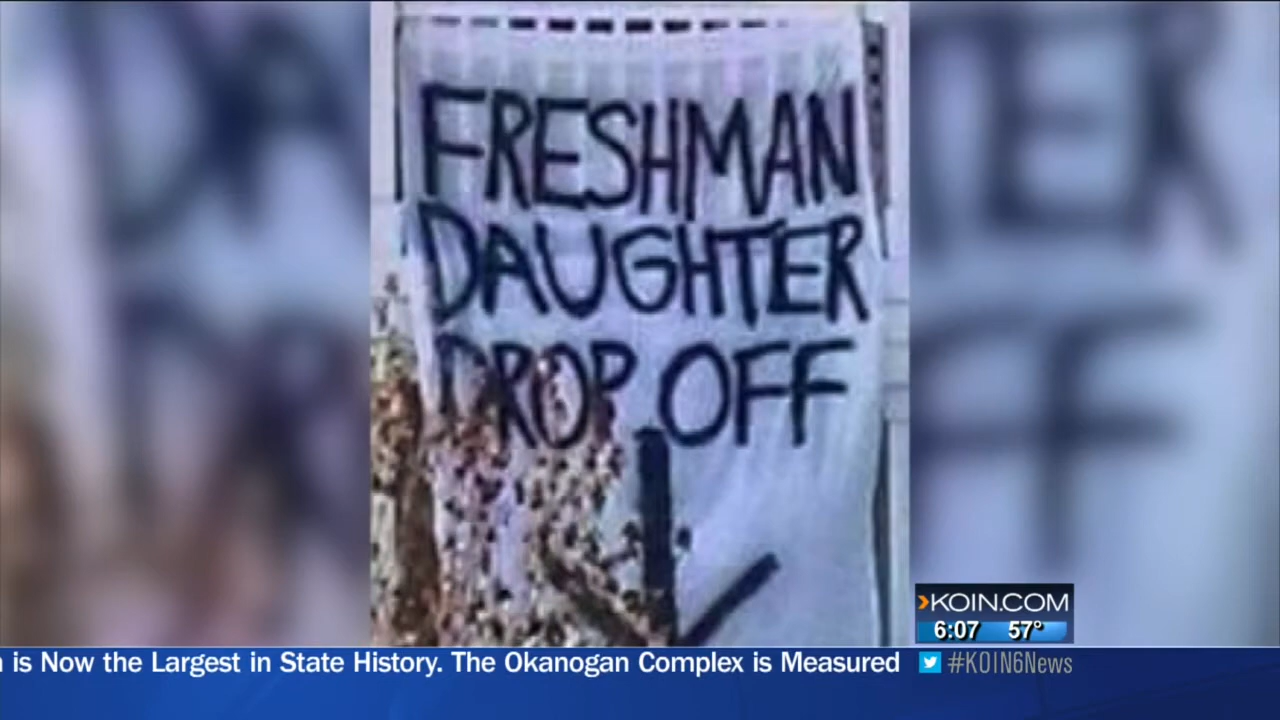 FRESHMAN
DAUGHTER
DROP OFF
KOIN.COM
6:07 57°
is Now the Largest in State History. The Okanogan Complex is Measured
#KOIN6News